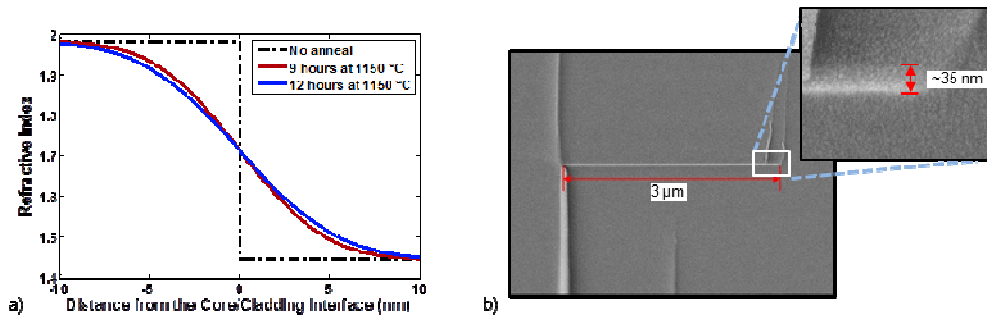 2
1.9
1.8
1.7
1.6
1.5
1.4
Refractive Index
No anneal
9 hours at 1150 °C
12 hours at 1150 °C
-10 -5 0 5 10
Distance from the Core/Cladding Interface (nm)
a)
~35 nm
3 µm
b)